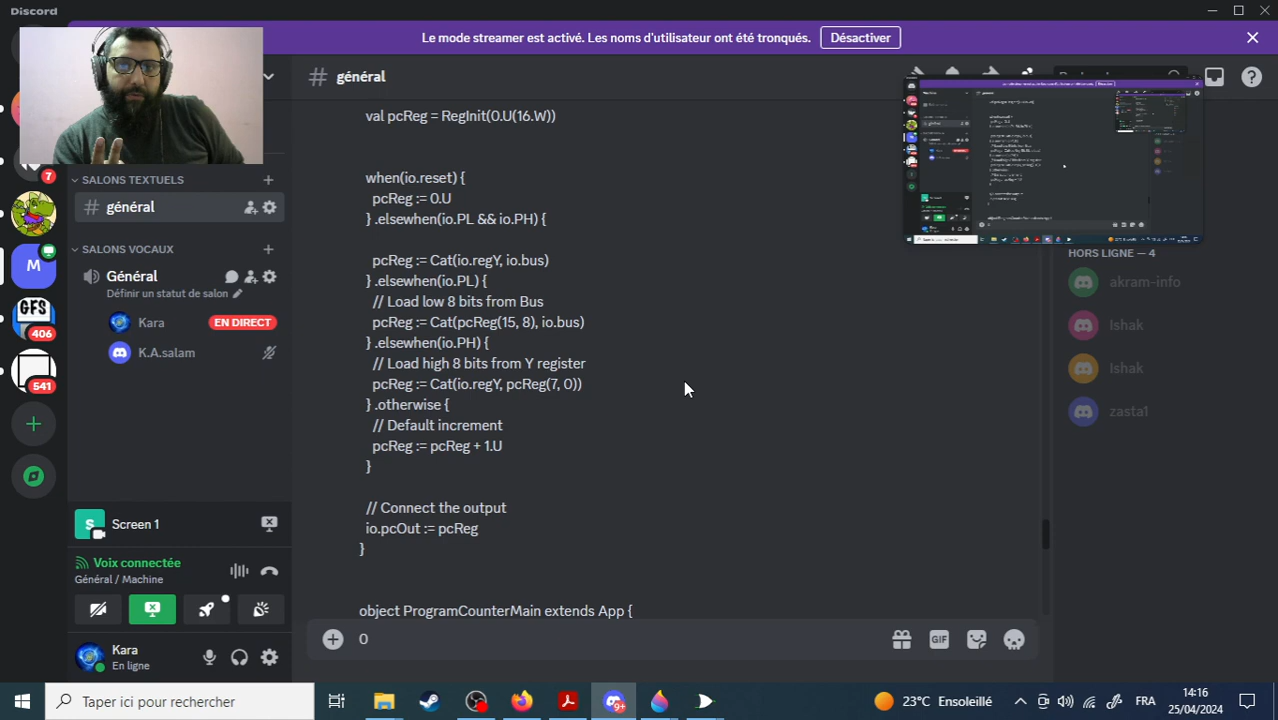 Discord
Le mode streamer est activé. Les noms d'utilisateur ont été tronqués.
Désactiver
# général
SALONS TEXTUELS
# général
SALONS VOCAUX
Général
Définir un statut de salon
Kara
EN DIRECT
K.A.salam
7
M
GFS
406
541
Screen 1
Voix connectée
Général / Machine
Kara
En ligne
val pcReg = RegInit(0.U(16.W))
when(io.reset) {
pcReg := 0.U
} .elsewhen(io.PL && io.PH) {
pcReg := Cat(io.regY, io.bus)
} .elsewhen(io.PL) {
// Load low 8 bits from Bus
pcReg := Cat(pcReg(15, 8), io.bus)
} .elsewhen(io.PH) {
// Load high 8 bits from Y register
pcReg := Cat(io.regY, pcReg(7, 0))
} .otherwise {
// Default increment
pcReg := pcReg + 1.U
}
// Connect the output
io.pcOut := pcReg
}
object ProgramCounterMain extends App {
0
GIF
HORS LIGNE — 4
akram-info
Ishak
Ishak
zasta1
Taper ici pour rechercher
9+
23°C Ensoleillé
FRA
14:16
25/04/2024